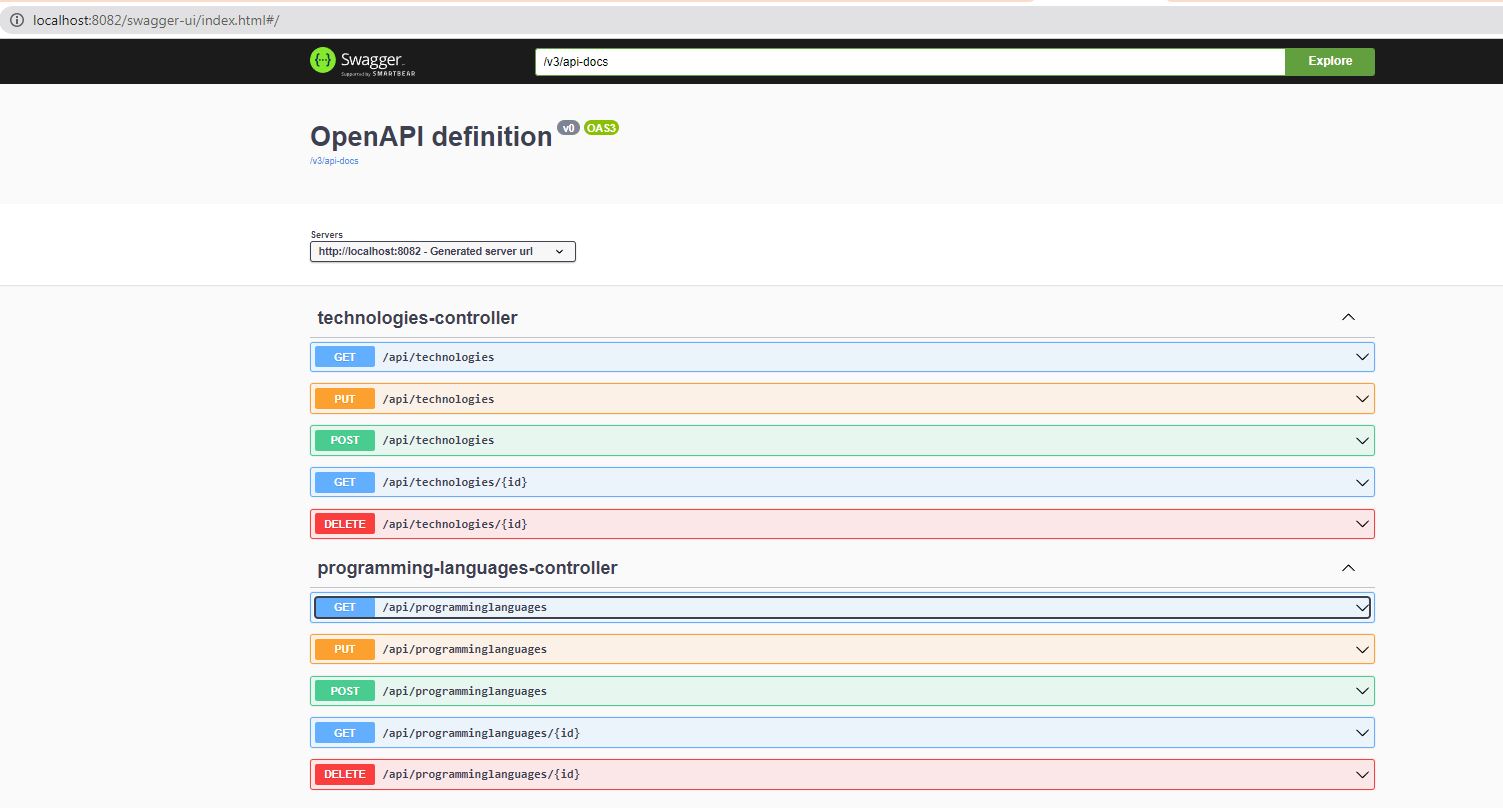 localhost:8082/swagger-ui/index.html#/
Swagger
Supported by SMARTBEAR
/v3/api-docs
Explore
OpenAPI definition v0 OAS3
/v3/api-docs
Servers
http://localhost:8082 - Generated server url
technologies-controller
GET /api/technologies
PUT /api/technologies
POST /api/technologies
GET /api/technologies/{id}
DELETE /api/technologies/{id}
programming-languages-controller
GET /api/programminglanguages
PUT /api/programminglanguages
POST /api/programminglanguages
GET /api/programminglanguages/{id}
DELETE /api/programminglanguages/{id}